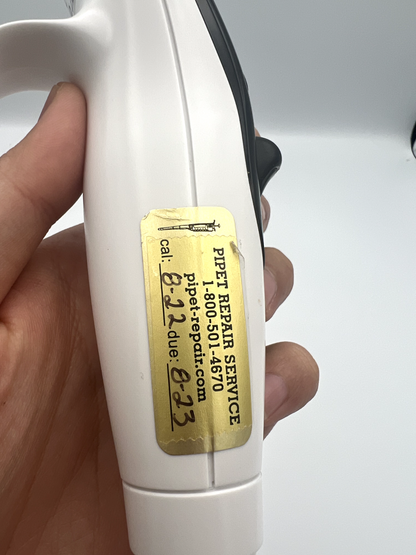 PIPET REPAIR SERVICE
1-800-501-4670
pipet-repair.com
cal: 8-22 due: 8-23